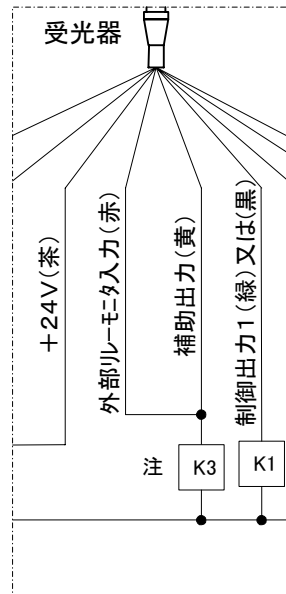 受光器
+24V(茶)
外部リレーモニタ入力(赤)
補助出力(黄)
制御出力1(緑)又は(黒)
注
K3
K1